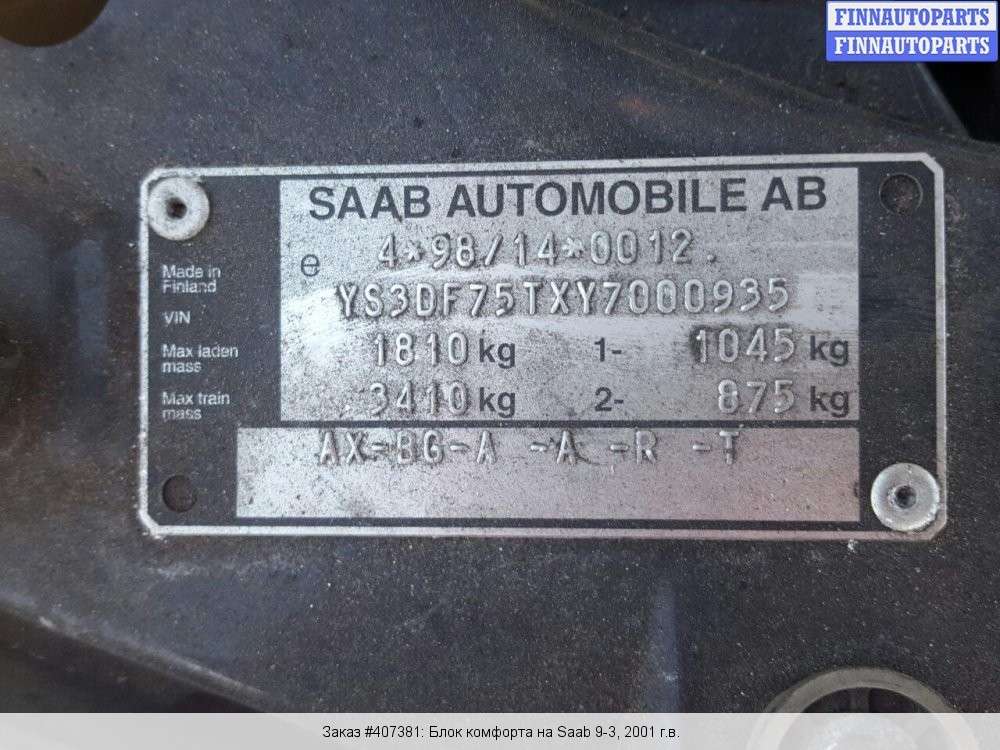 FINNAUTOPARTS
FINNAUTOPARTS
SAAB AUTOMOBILE AB
e 4*98/14*0012.
Made in
Finland
VIN YS3DF75TXY7000935
Max laden
mass 1810 kg 1- 1045 kg
Max train
mass 3410 kg 2- 875 kg
AX-BG-A -A -R -T
Заказ #407381: Блок комфорта на Saab 9-3, 2001 г.в.